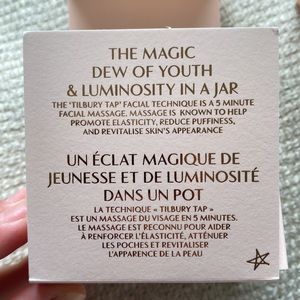 THE MAGIC
DEW OF YOUTH
& LUMINOSITY IN A JAR
THE 'TILBURY TAP' FACIAL TECHNIQUE IS A 5 MINUTE
FACIAL MASSAGE. MASSAGE IS KNOWN TO HELP
PROMOTE ELASTICITY, REDUCE PUFFINESS,
AND REVITALISE SKIN'S APPEARANCE
UN ÉCLAT MAGIQUE DE
JEUNESSE ET DE LUMINOSITÉ
DANS UN POT
LA TECHNIQUE « TILBURY TAP »
EST UN MASSAGE DU VISAGE EN 5 MINUTES.
LE MASSAGE EST RECONNU POUR AIDER
À RENFORCER L'ÉLASTICITÉ, ATTÉNUER
LES POCHES ET REVITALISER
L'APPARENCE DE LA PEAU